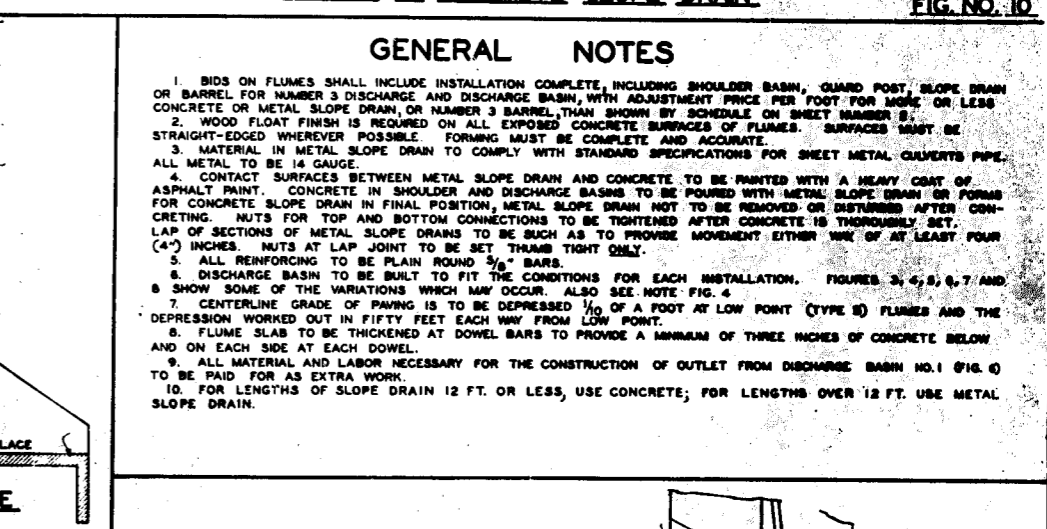 FIG. NO. 10
GENERAL NOTES
1. BIDS ON FLUMES SHALL INCLUDE INSTALLATION COMPLETE, INCLUDING SHOULDER BASIN, GUARD POST, SLOPE DRAIN
OR BARREL FOR NUMBER 3 DISCHARGE AND DISCHARGE BASIN, WITH ADJUSTMENT PRICE PER FOOT FOR MORE OR LESS
CONCRETE OR METAL SLOPE DRAIN, OR NUMBER 3 BARREL, THAN SHOWN BY SCHEDULE ON SHEET NUMBER
2. WOOD FLOAT FINISH IS REQUIRED ON ALL EXPOSED CONCRETE SURFACES OF FLUMES. SURFACES MUST BE
STRAIGHT-EDGED WHEREVER POSSIBLE. FORMING MUST BE COMPLETE AND ACCURATE.
3. MATERIAL IN METAL SLOPE DRAIN TO COMPLY WITH STANDARD SPECIFICATIONS FOR SHEET METAL CULVERTS PIPE.
ALL METAL TO BE 14 GAUGE.
4. CONTACT SURFACES BETWEEN METAL SLOPE DRAIN AND CONCRETE TO BE PAINTED WITH A HEAVY COAT OF
ASPHALT PAINT. CONCRETE IN SHOULDER AND DISCHARGE BASINS TO BE POURED WITH METAL SLOPE DRAIN OR FORMS
FOR CONCRETE SLOPE DRAIN IN FINAL POSITION, METAL SLOPE DRAIN NOT TO BE REMOVED OR DISTURBED AFTER CON-
CRETING. NUTS FOR TOP AND BOTTOM CONNECTIONS TO BE TIGHTENED AFTER CONCRETE IS THOROUGHLY SET.
LAP OF SECTIONS OF METAL SLOPE DRAINS TO BE SUCH AS TO PROVIDE MOVEMENT EITHER WAY OF AT LEAST FOUR
(4") INCHES. NUTS AT LAP JOINT TO BE SET THUMB TIGHT ONLY.
5. ALL REINFORCING TO BE PLAIN ROUND BARS.
6. DISCHARGE BASIN TO BE BUILT TO FIT THE CONDITIONS FOR EACH INSTALLATION. FIGURES 3, 4, 5, 6, 7 AND
8 SHOW SOME OF THE VARIATIONS WHICH MAY OCCUR. ALSO SEE NOTE FIG. 4
7. CENTERLINE GRADE OF PAVING IS TO BE DEPRESSED 1/10 OF A FOOT AT LOW POINT (TYPE B) FLUMES AND THE
DEPRESSION WORKED OUT IN FIFTY FEET EACH WAY FROM LOW POINT.
8. FLUME SLAB TO BE THICKENED AT DOWEL BARS TO PROVIDE A MINIMUM OF THREE INCHES OF CONCRETE BELOW
AND ON EACH SIDE AT EACH DOWEL.
9. ALL MATERIAL AND LABOR NECESSARY FOR THE CONSTRUCTION OF OUTLET FROM DISCHARGE BASIN NO. 1 (FIG. 6)
TO BE PAID FOR AS EXTRA WORK.
10. FOR LENGTHS OF SLOPE DRAIN 12 FT. OR LESS, USE CONCRETE; FOR LENGTHS OVER 12 FT. USE METAL
SLOPE DRAIN.
LACE
E